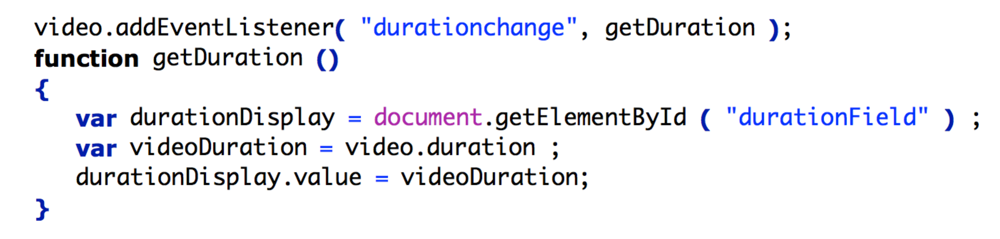 video.addEventListener( "durationchange", getDuration );
function getDuration ()
{
   var durationDisplay = document.getElementById ( "durationField" ) ;
   var videoDuration = video.duration ;
   durationDisplay.value = videoDuration;
}